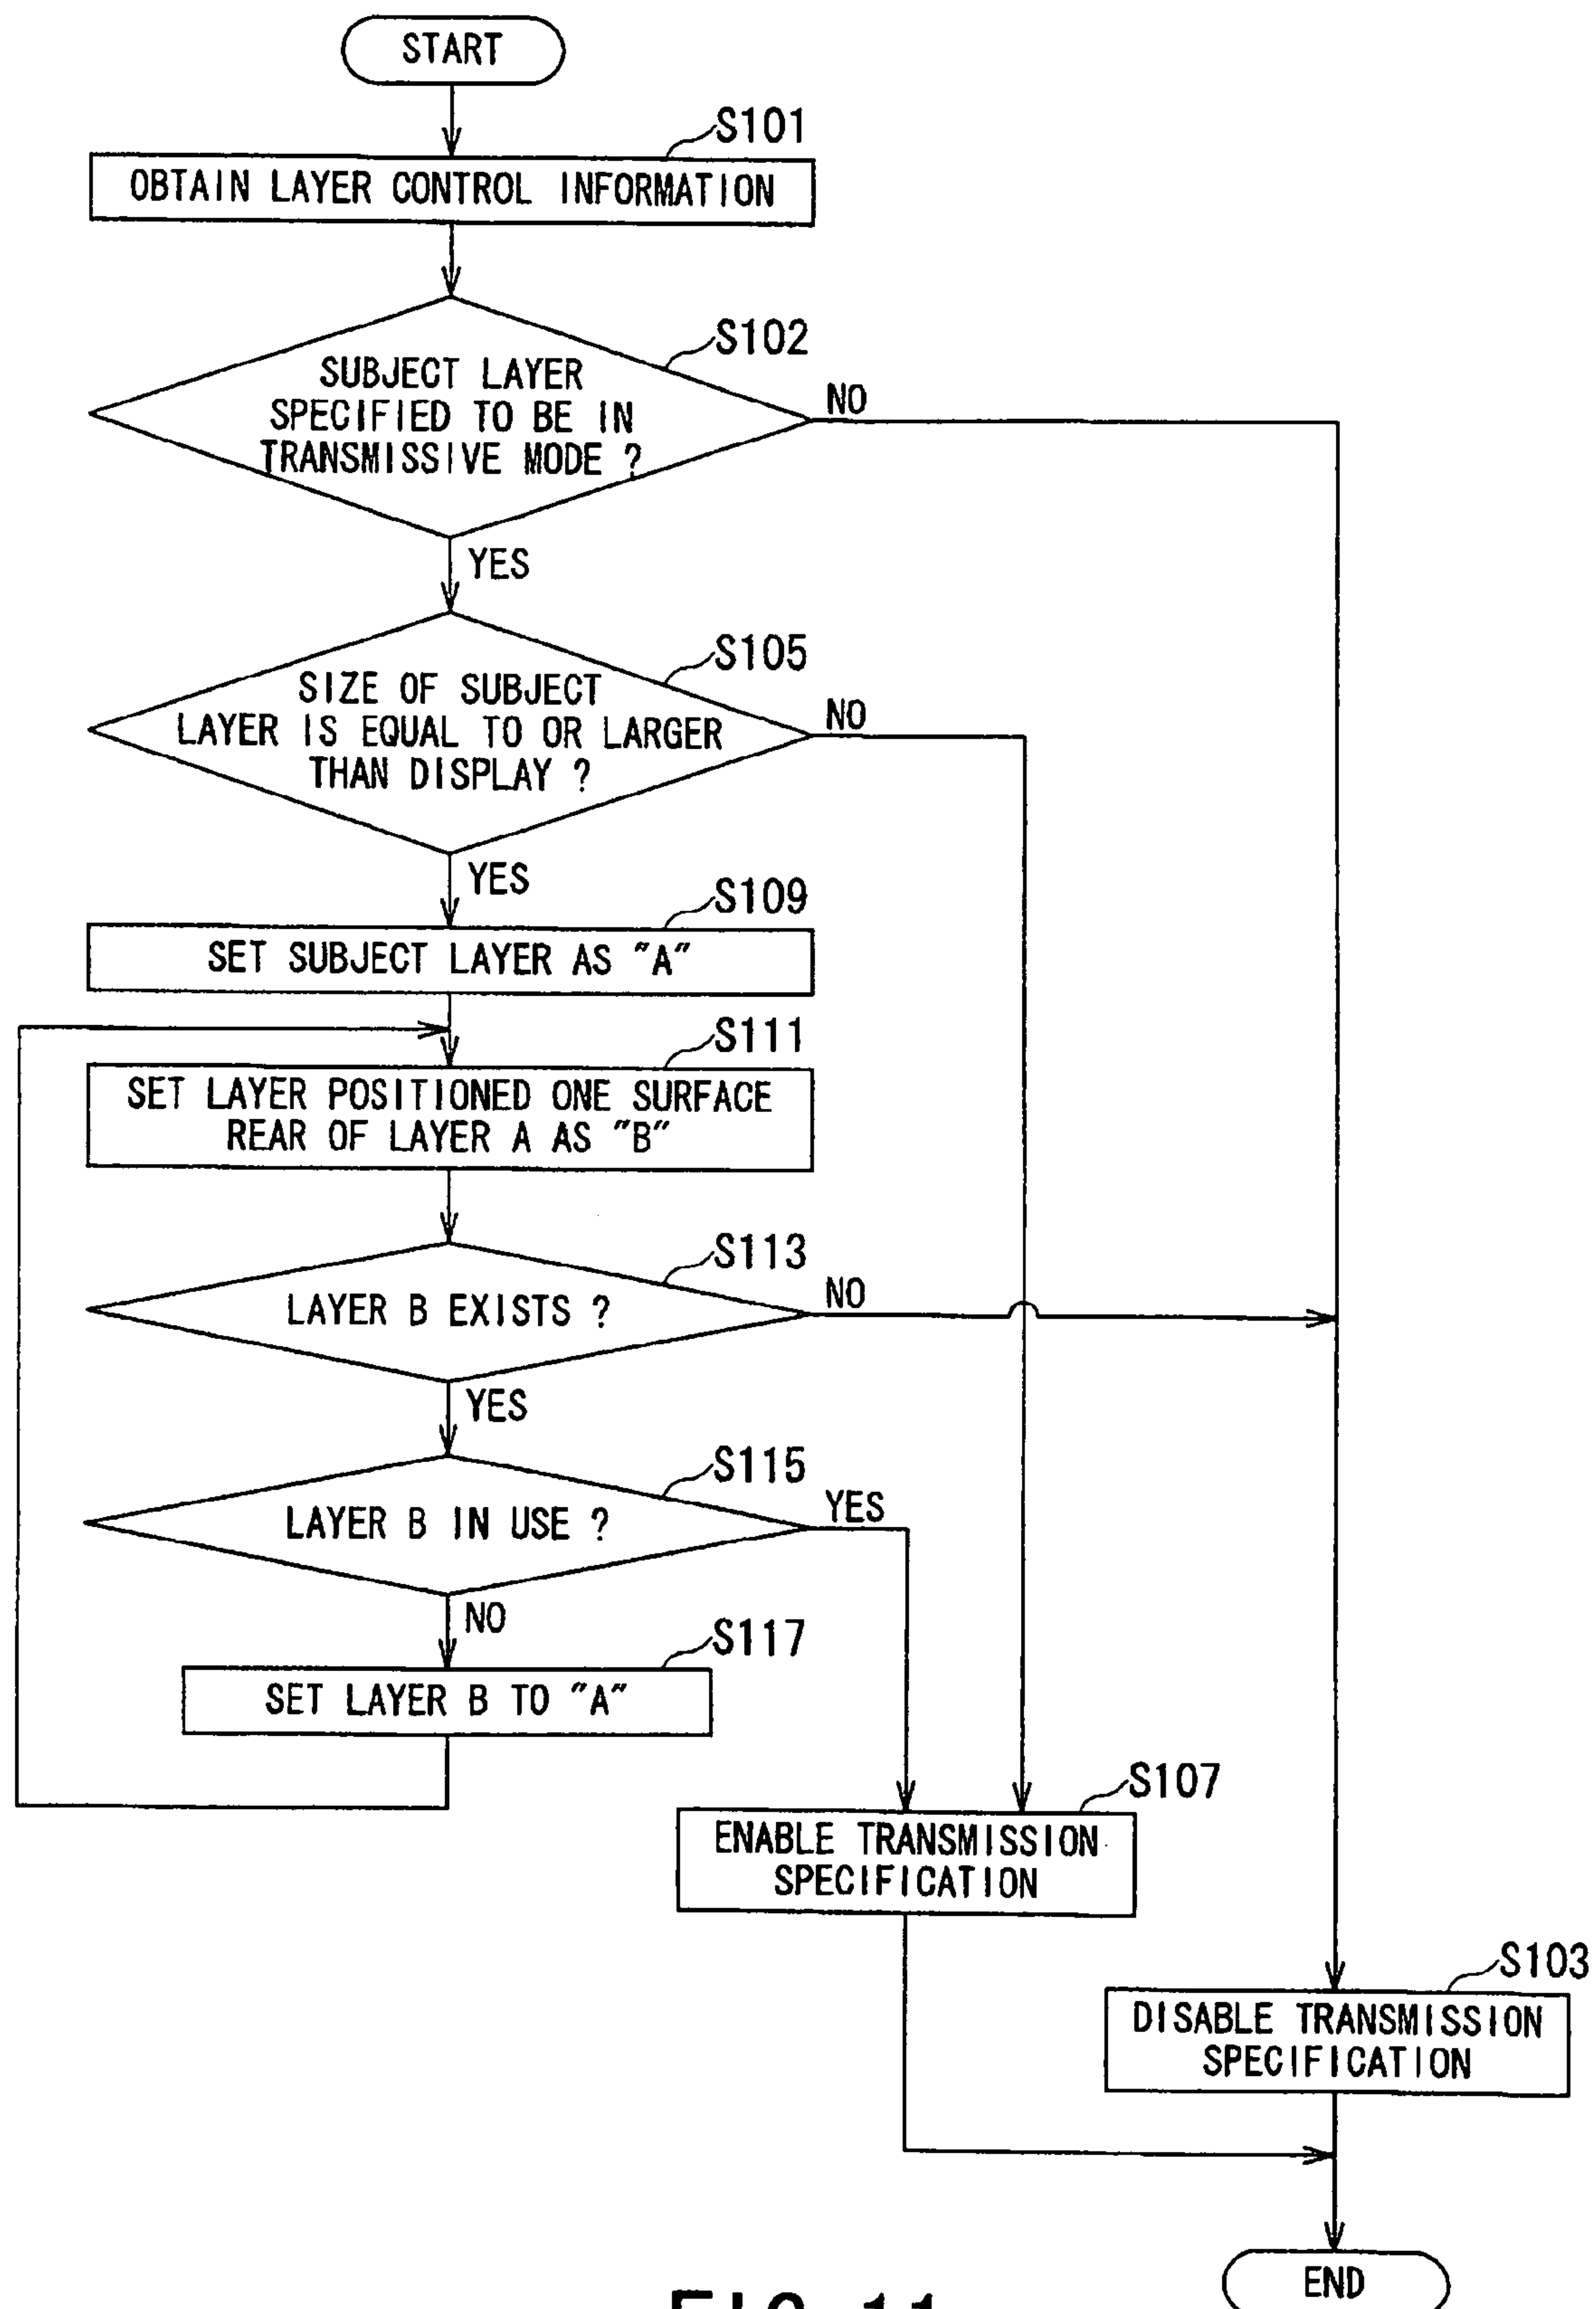 START
S101
OBTAIN LAYER CONTROL INFORMATION
S102
SUBJECT LAYER
SPECIFIED TO BE IN
TRANSMISSIVE MODE ?
NO
YES
S105
SIZE OF SUBJECT
LAYER IS EQUAL TO OR LARGER
THAN DISPLAY ?
NO
YES
S109
SET SUBJECT LAYER AS "A"
S111
SET LAYER POSITIONED ONE SURFACE
REAR OF LAYER A AS "B"
S113
LAYER B EXISTS ?
NO
YES
S115
LAYER B IN USE ?
YES
NO
S117
SET LAYER B TO "A"
S107
ENABLE TRANSMISSION
SPECIFICATION
S103
DISABLE TRANSMISSION
SPECIFICATION
END
FIG. 11